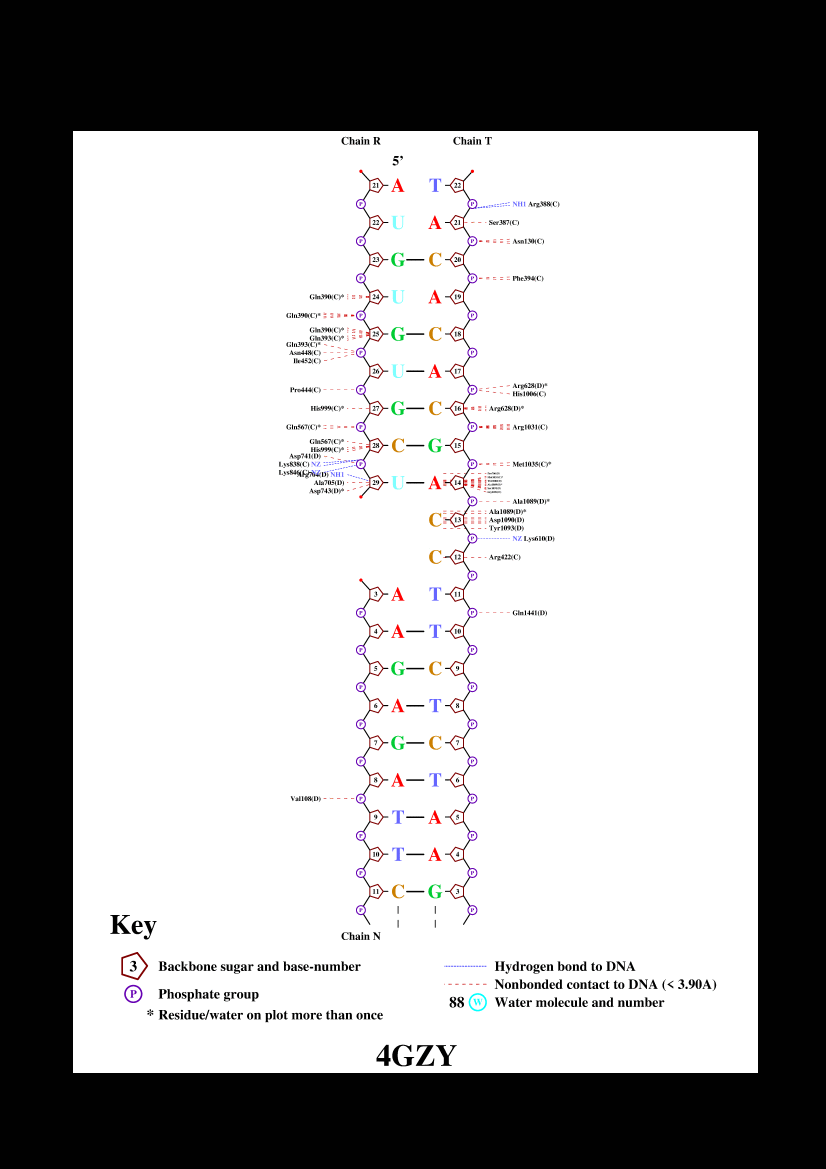 Chain R Chain T
5'
21 A T 22
P P NH1 Arg388(C)
22 U A 21 Ser387(C)
P P Asn130(C)
23 G C 20
P P Phe394(C)
Gln390(C)* 24 U A 19
Gln390(C)* P P
Gln390(C)*
Gln393(C)* 25 G C 18
Gln393(C)*
Asn448(C) P P
Ile452(C)
26 U A 17
Arg628(D)*
Pro444(C) P P His1006(C)
His999(C)* 27 G C 16 Arg628(D)*
Gln567(C)* P P Arg1031(C)
Gln567(C)* 28 C G 15
His999(C)*
Asp741(D)
Lys838(C) NZ P P Met1035(C)*
Lys846(C) NZ
Arg704(D) NH1
Ala705(D) 29 U A 14
Asp743(D)*
P Ala1089(D)*
Ala1089(D)*
C 13 Asp1090(D)
Tyr1093(D)
P NZ Lys610(D)
C 12 Arg422(C)
P
3 A T 11
P P Gln1441(D)
4 A T 10
P P
5 G C 9
P P
6 A T 8
P P
7 G C 7
P P
8 A T 6
Val108(D) P P
9 T A 5
P P
10 T A 4
P P
11 C G 3
P P
Chain N
Key
3 Backbone sugar and base-number
P Phosphate group
* Residue/water on plot more than once
Hydrogen bond to DNA
Nonbonded contact to DNA (< 3.90A)
88 W Water molecule and number
4GZY